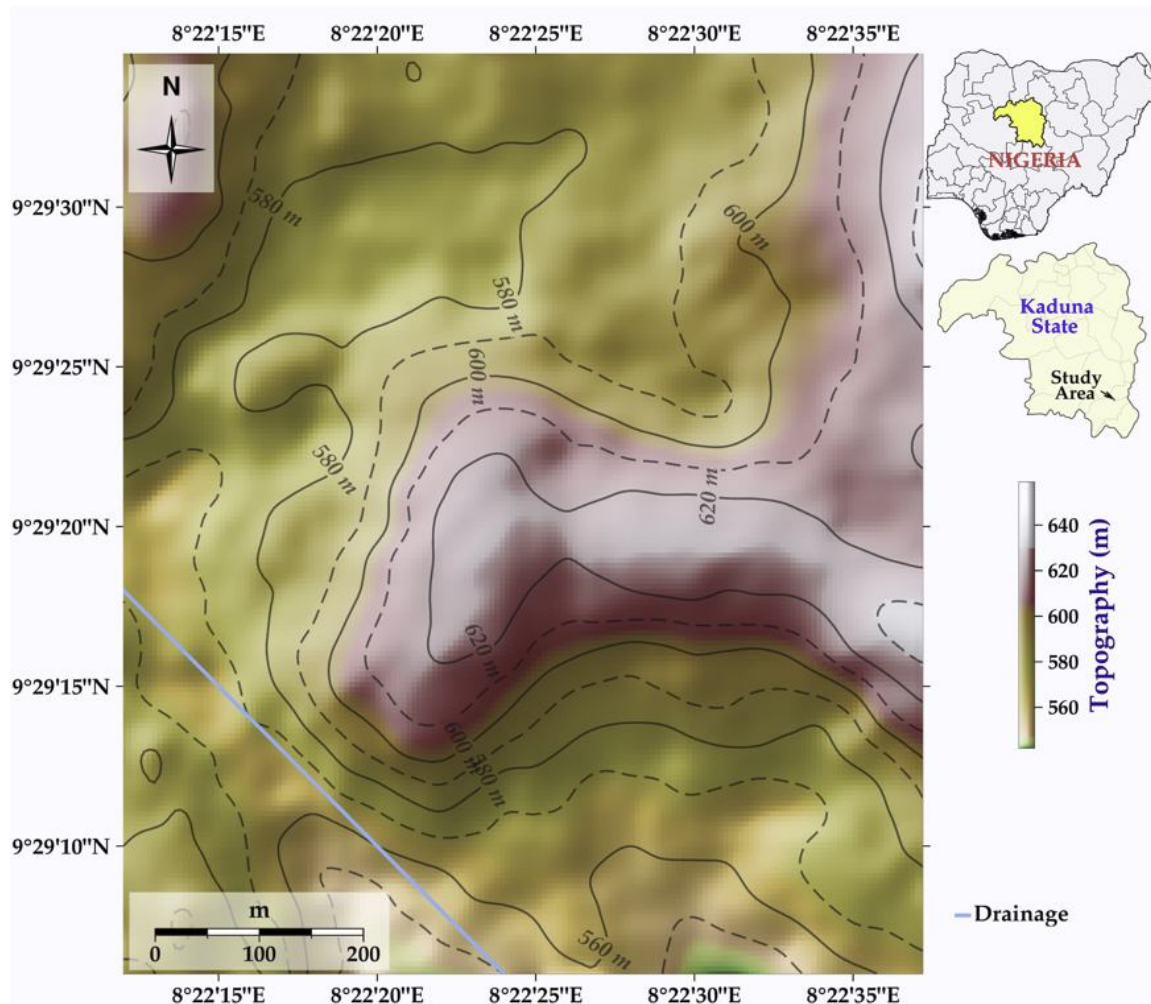 8°22'15"E 8°22'20"E 8°22'25"E 8°22'30"E 8°22'35"E
N
NIGERIA
9°29'30"N
580 m
600 m
580 m
Kaduna
State
9°29'25"N
600 m
Study
Area
580 m
620 m
9°29'20"N
640
620
600
580
560
Topography (m)
620 m
9°29'15"N
600 m
580 m
9°29'10"N
m
0 100 200
560 m
Drainage
8°22'15"E 8°22'20"E 8°22'25"E 8°22'30"E 8°22'35"E